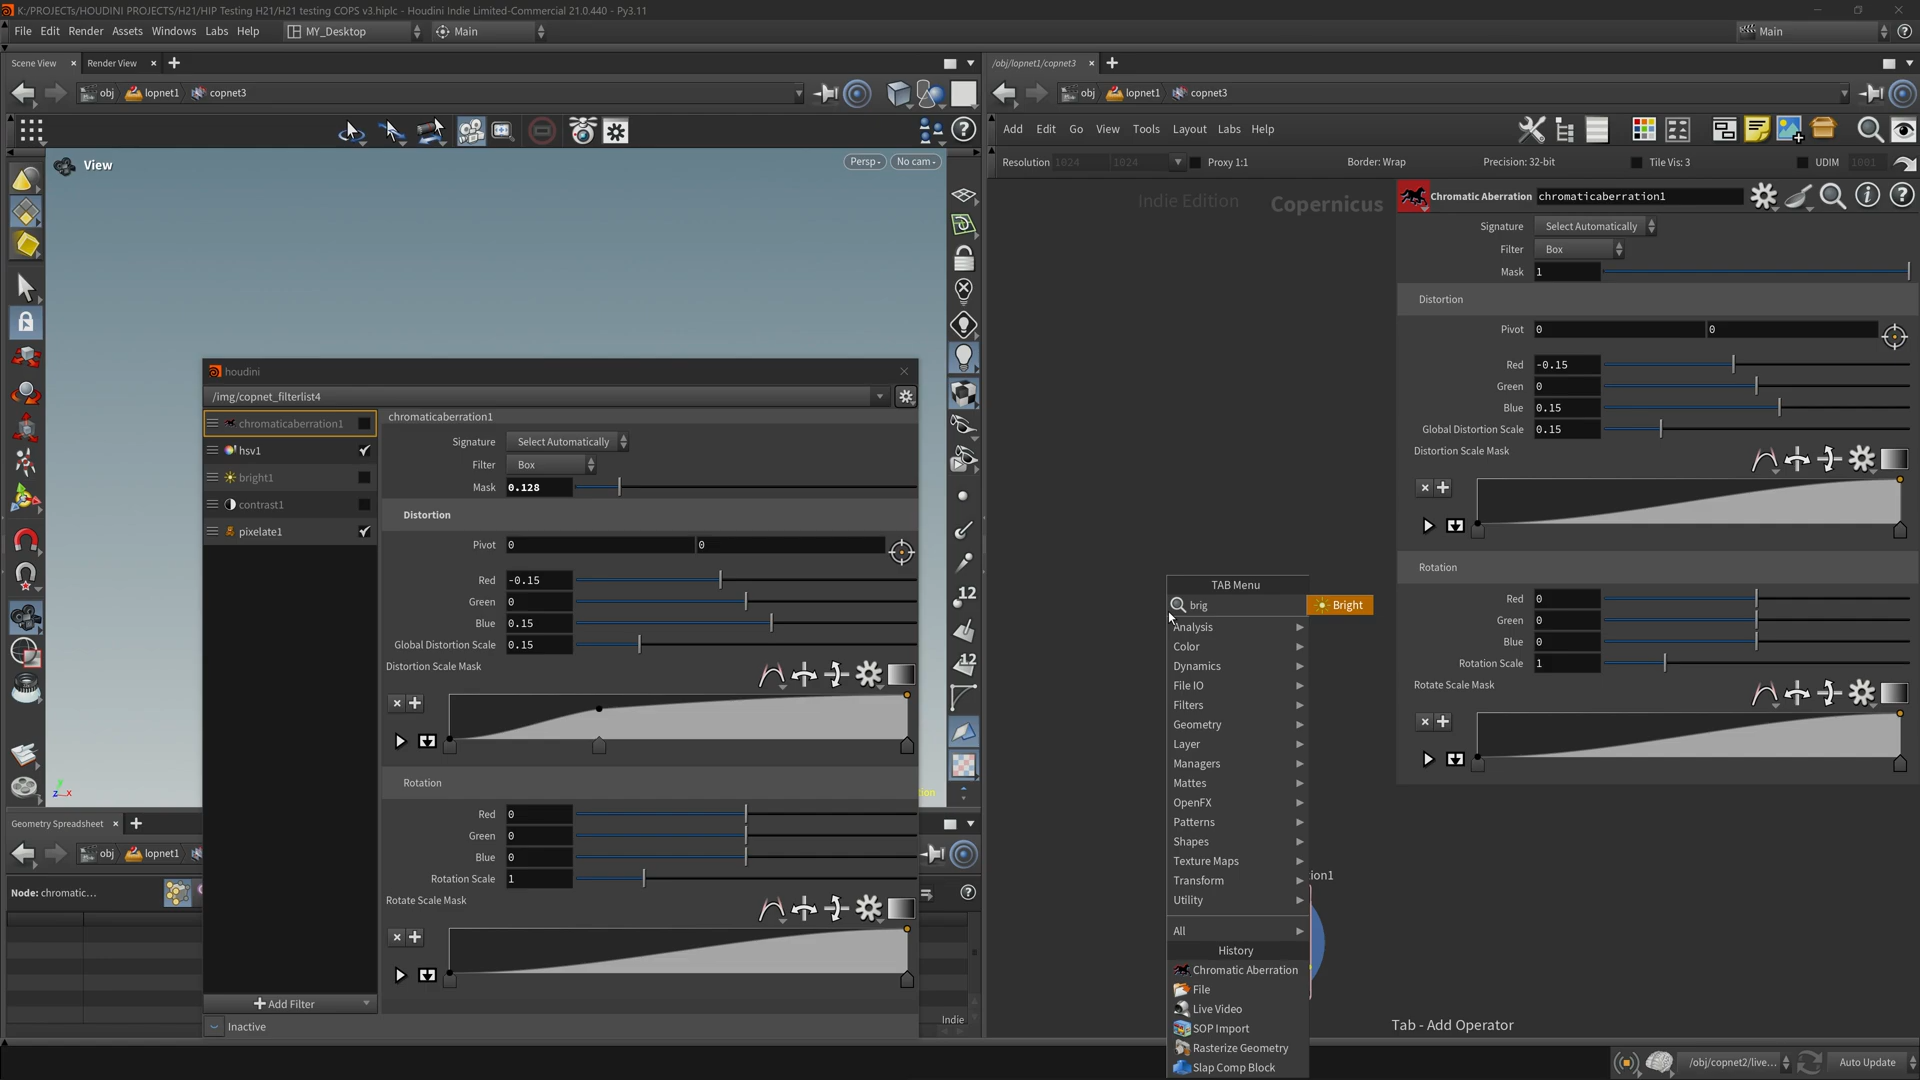 K:/PROJECTs/HOUDINI PROJECTS/H21/HIP Testing H21/H21 testing COPS v3.hiplc - Houdini Indie Limited-Commercial 21.0.440 - Py3.11
File Edit Render Assets Windows Labs Help MY_Desktop Main Main
Scene View × Render View × +
obj lopnet1 copnet3
View
Persp No cam
/obj/lopnet1/copnet3 × +
obj lopnet1 copnet3
Add Edit Go View Tools Layout Labs Help
Resolution 1024 1024 Proxy 1:1 Border: Wrap Precision: 32-bit Tile Vis: 3 UDIM 1001
Indie Edition Copernicus
Chromatic Aberration chromaticaberration1
Signature Select Automatically
Filter Box
Mask 1
Distortion
Pivot 0 0
Red -0.15
Green 0
Blue 0.15
Global Distortion Scale 0.15
Distortion Scale Mask
Rotation
Red 0
Green 0
Blue 0
Rotation Scale 1
Rotate Scale Mask
houdini
/img/copnet_filterlist4
chromaticaberration1
hsv1
bright1
contrast1
pixelate1
Add Filter
Inactive
chromaticaberration1
Signature Select Automatically
Filter Box
Mask 0.128
Distortion
Pivot 0 0
Red -0.15
Green 0
Blue 0.15
Global Distortion Scale 0.15
Distortion Scale Mask
Rotation
Red 0
Green 0
Blue 0
Rotation Scale 1
Rotate Scale Mask
12
12
z x
Geometry Spreadsheet × +
obj lopnet1
Node: chromatic...
Indie
TAB Menu
brig
Bright
Analysis
Color
Dynamics
File IO
Filters
Geometry
Layer
Managers
Mattes
OpenFX
Patterns
Shapes
Texture Maps
Transform
Utility
All
History
Chromatic Aberration
File
Live Video
SOP Import
Rasterize Geometry
Slap Comp Block
ion1
Tab - Add Operator
/obj/copnet2/live... Auto Update